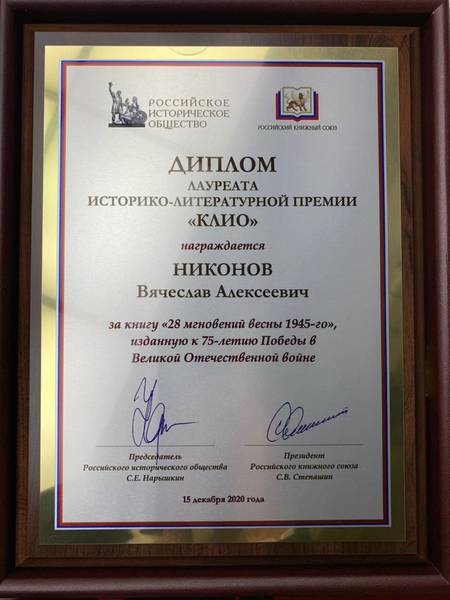 РОССИЙСКОЕ
ИСТОРИЧЕСКОЕ
ОБЩЕСТВО
РОССИЙСКИЙ КНИЖНЫЙ СОЮЗ
ДИПЛОМ
ЛАУРЕАТА
ИСТОРИКО-ЛИТЕРАТУРНОЙ ПРЕМИИ
«КЛИО»
награждается
НИКОНОВ
Вячеслав Алексеевич
за книгу «28 мгновений весны 1945-го»,
изданную к 75-летию Победы в
Великой Отечественной войне
Председатель
Российского исторического общества
С.Е. Нарышкин
Президент
Российского книжного союза
С.В. Степашин
15 декабря 2020 года